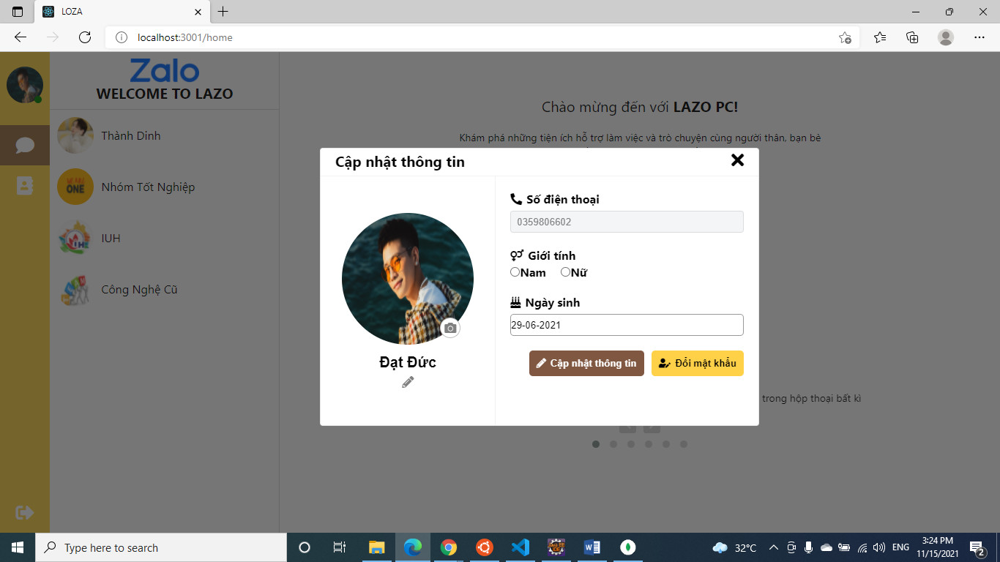 LOZA
localhost:3001/home
Zalo
WELCOME TO LAZO
Thành Dinh
Nhóm Tốt Nghiệp
IUH
Công Nghệ Cũ
Chào mừng đến với LAZO PC!
Khám phá những tiện ích hỗ trợ làm việc và trò chuyện cùng người thân, bạn bè
Cập nhật thông tin
Đạt Đức
Số điện thoại
0359806602
Giới tính
Nam Nữ
Ngày sinh
29-06-2021
Cập nhật thông tin Đổi mật khẩu
trong hộp thoại bất kì
Type here to search
32°C
ENG
3:24 PM
11/15/2021
2